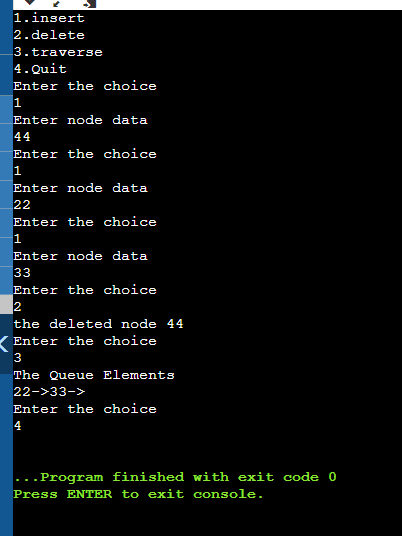 1.insert
2.delete
3.traverse
4.Quit
Enter the choice
1
Enter node data
44
Enter the choice
1
Enter node data
22
Enter the choice
1
Enter node data
33
Enter the choice
2
the deleted node 44
Enter the choice
3
The Queue Elements
22->33->
Enter the choice
4
...Program finished with exit code 0
Press ENTER to exit console.